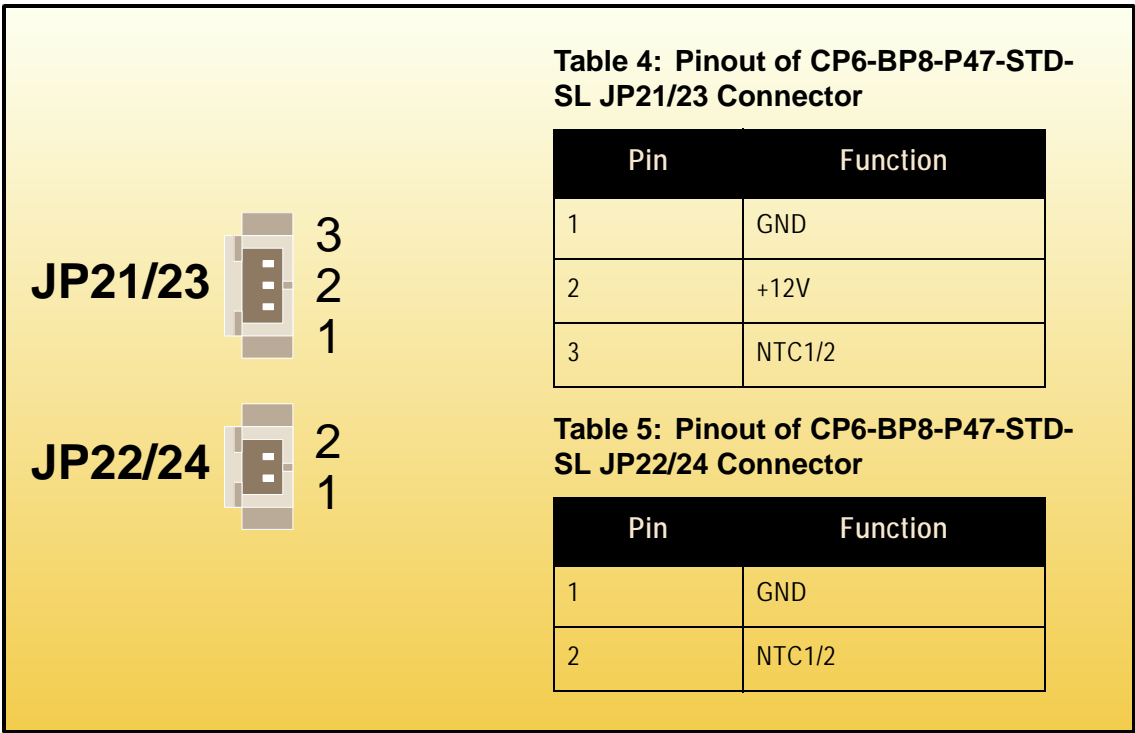 JP21/23
3
2
1
JP22/24
2
1
Table 4: Pinout of CP6-BP8-P47-STD-
SL JP21/23 Connector
Pin Function
1 GND
2 +12V
3 NTC1/2
Table 5: Pinout of CP6-BP8-P47-STD-
SL JP22/24 Connector
Pin Function
1 GND
2 NTC1/2